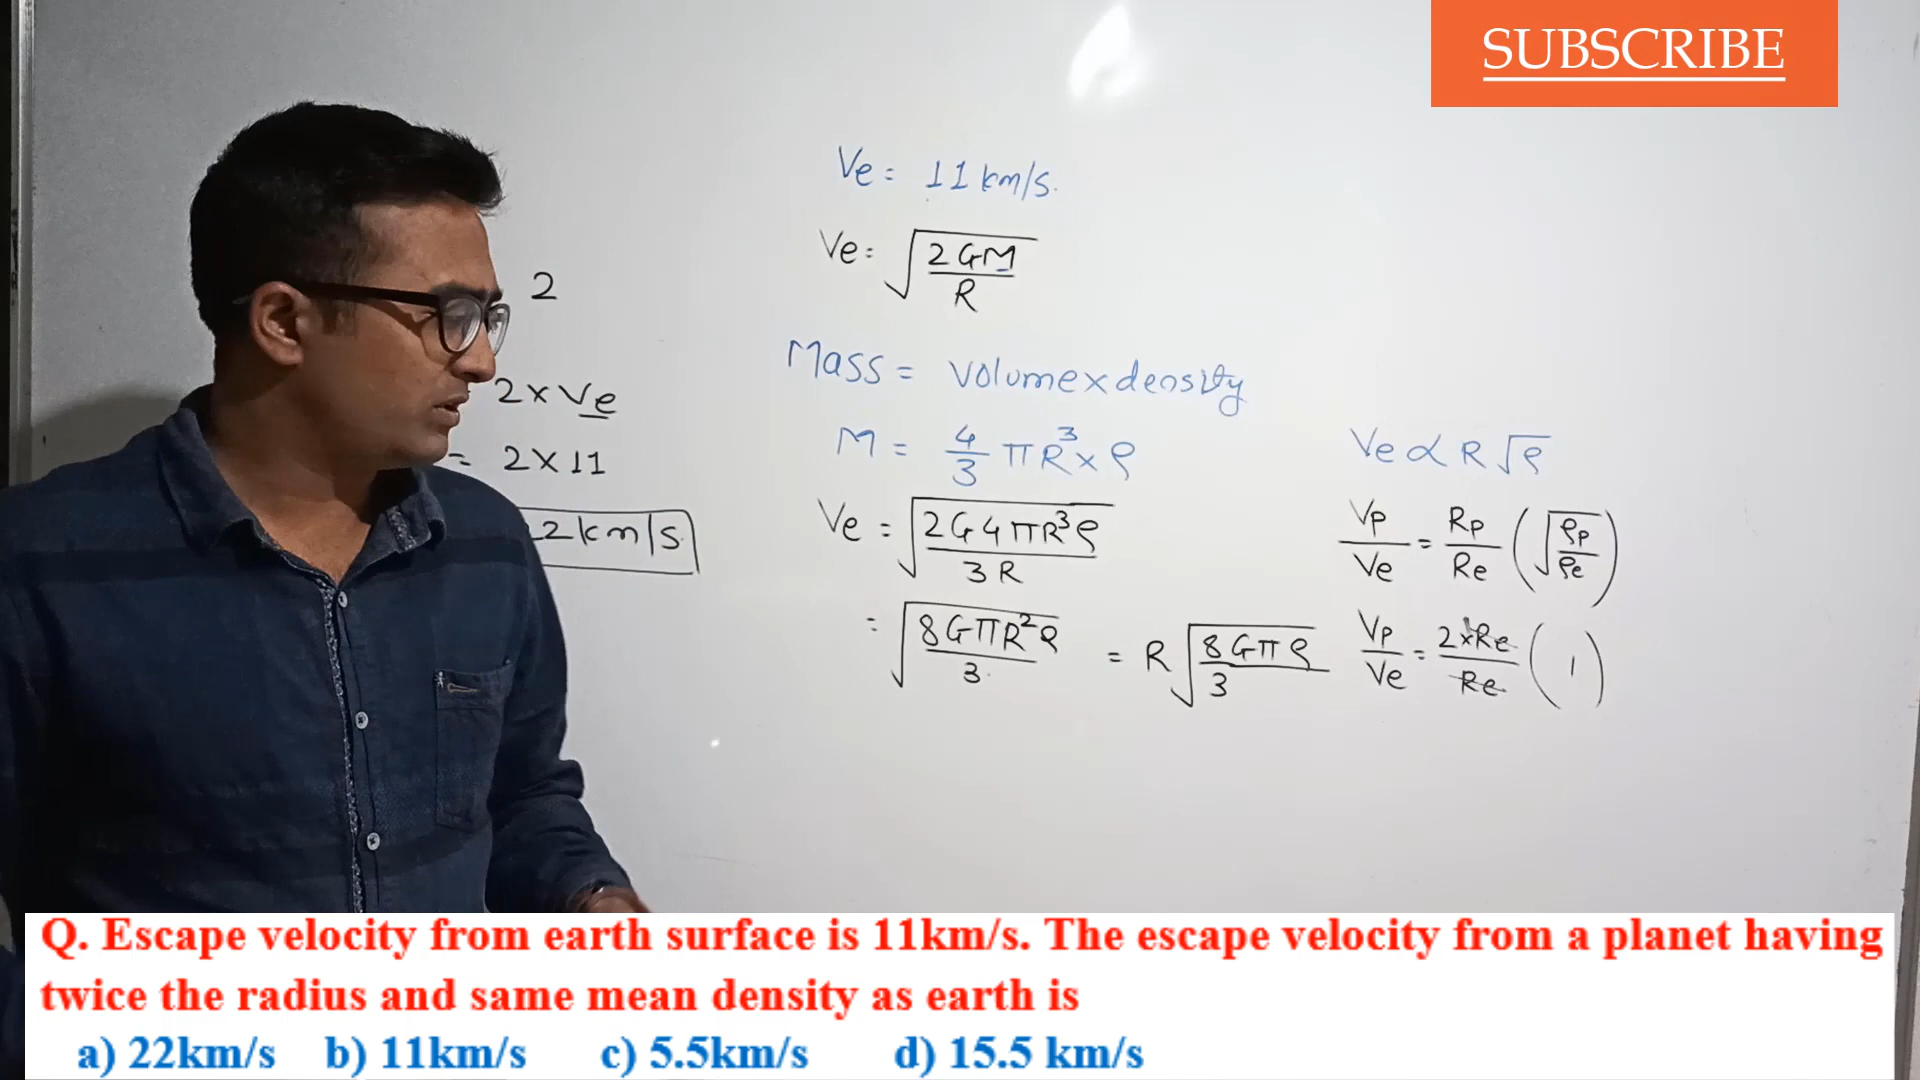 SUBSCRIBE
Ve = 11 km/s.
Ve = √(2GM/R)
Mass = volume × density
M = 4/3 πR³ × ρ
Ve = √(2G4πR³ρ/3R)
= √(8GπR²ρ/3) = R√(8Gπρ/3)
Ve ∝ R√ρ
Vp/Ve = Rp/Re (√(ρp/ρe))
Vp/Ve = 2×Re/Re (1)
2
2 × Ve
= 2 × 11
2 km/s
Q. Escape velocity from earth surface is 11km/s. The escape velocity from a planet having
twice the radius and same mean density as earth is
a) 22km/s b) 11km/s c) 5.5km/s d) 15.5 km/s